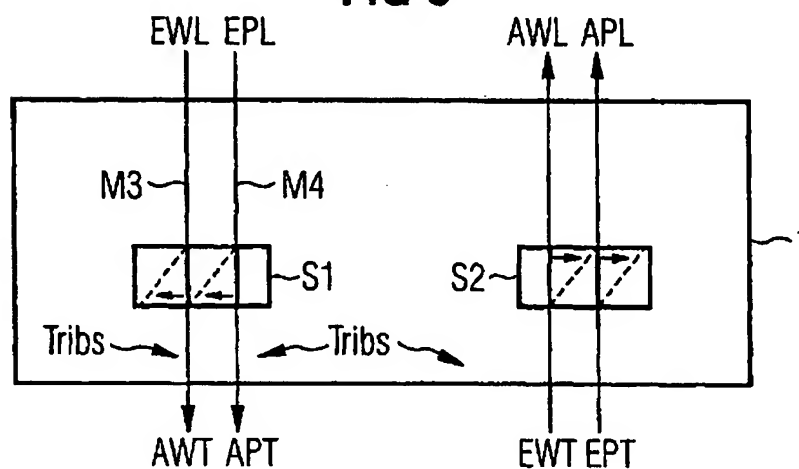 EWL EPL AWL APL
M3 M4
S1 S2
Tribs Tribs
AWT APT EWT EPT